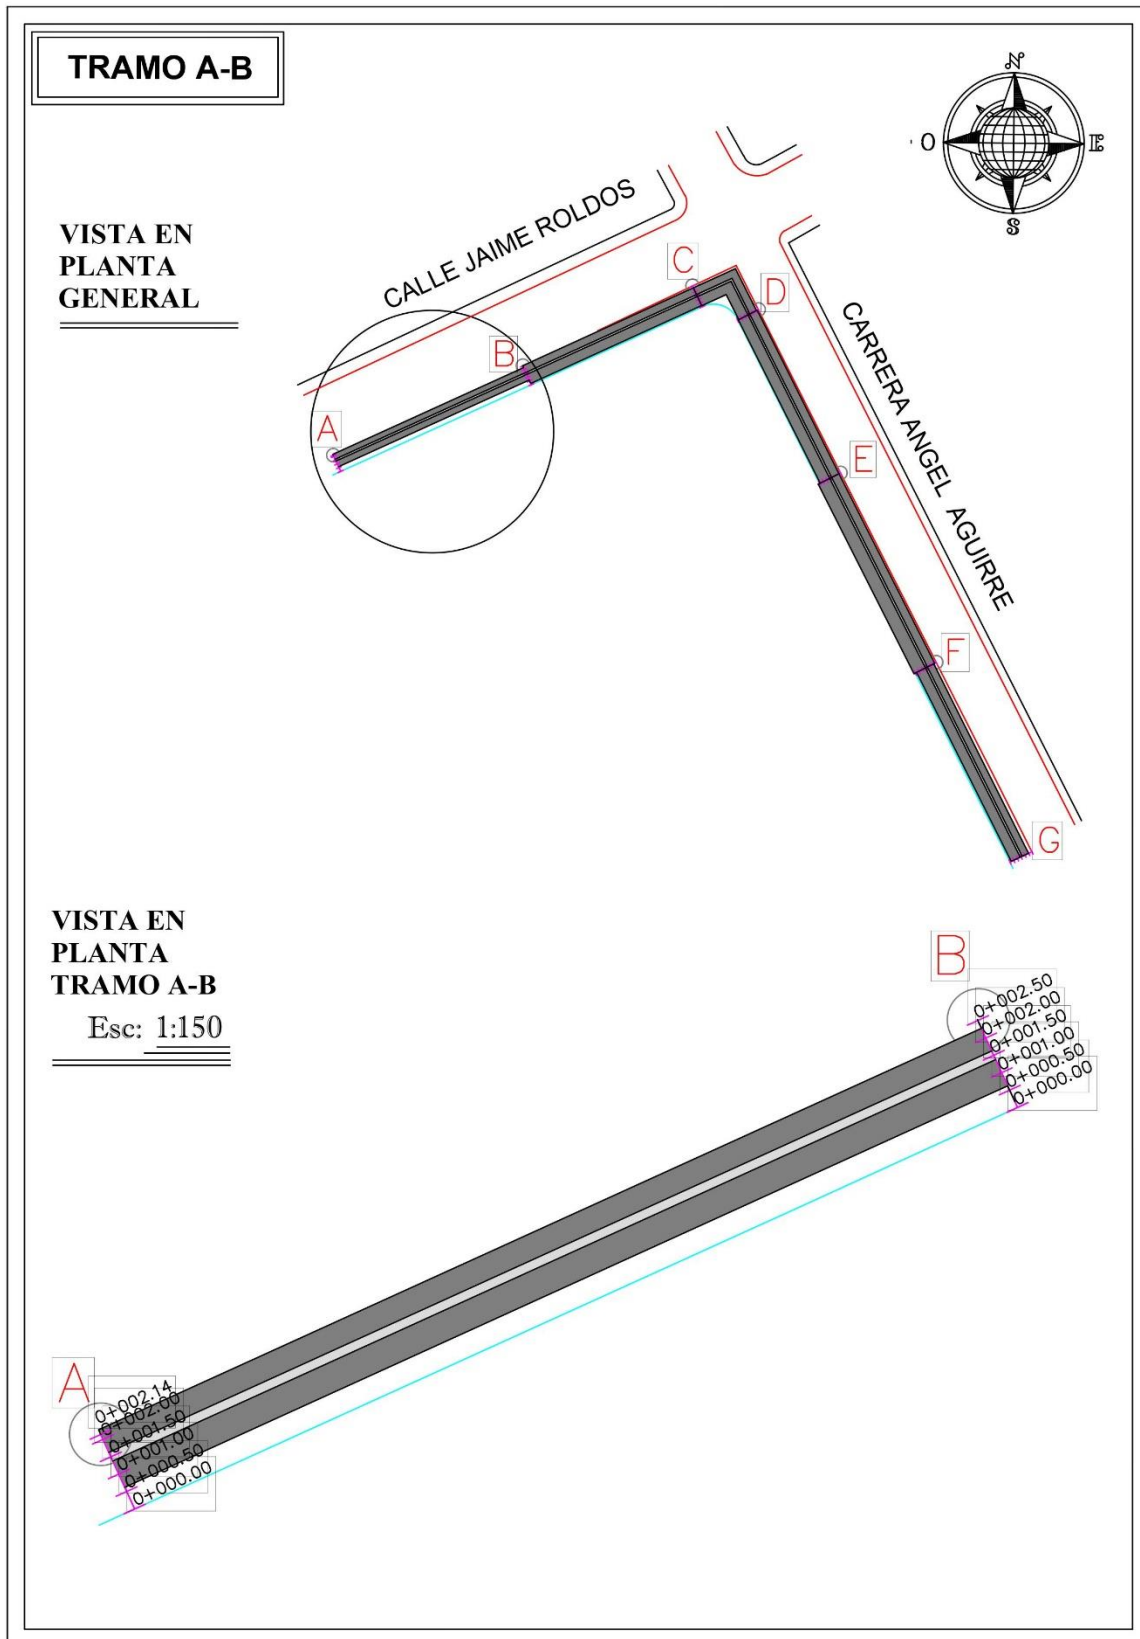 TRAMO A-B
N
O
E
S
VISTA EN
PLANTA
GENERAL
CALLE JAIME ROLDOS
CARRERA ANGEL AGUIRRE
A
B
C
D
E
F
G
VISTA EN
PLANTA
TRAMO A-B
Esc: 1:150
B
0+002.50
0+002.00
0+001.50
0+001.00
0+000.50
0+000.00
A
0+002.14
0+002.00
0+001.50
0+001.00
0+000.50
0+000.00